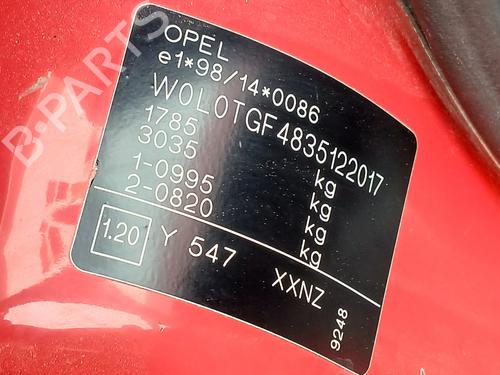 OPEL
e1*98/14*0086
W0L0TGF4835122017
1785 kg
3035 kg
1-0995 kg
2-0820 kg
1.20 Y 547 XXNZ
9248
B-PARTS